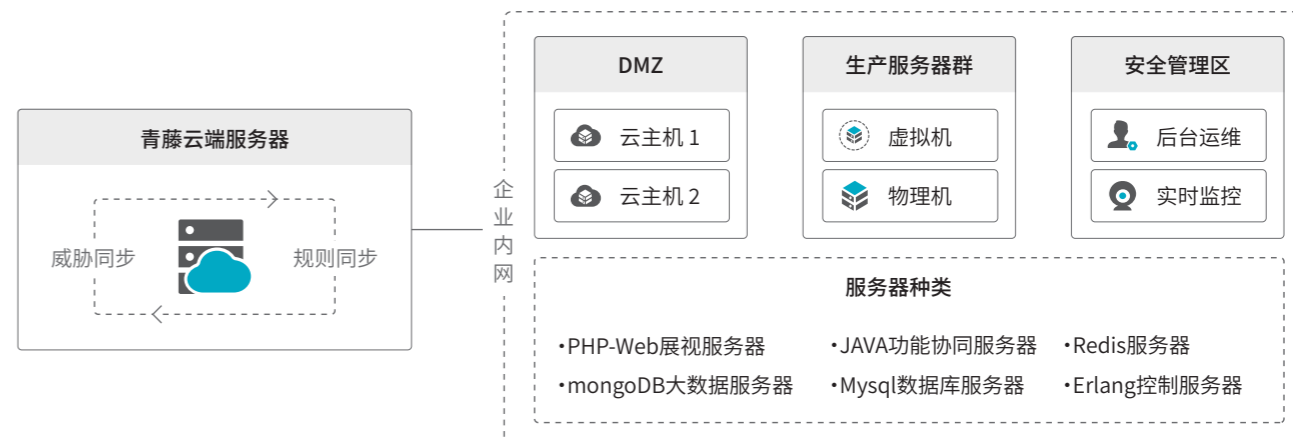 青藤云端服务器
威胁同步
规则同步
企业内网
DMZ
云主机 1
云主机 2
生产服务器群
虚拟机
物理机
安全管理区
后台运维
实时监控
服务器种类
·PHP-Web展视服务器
·JAVA功能协同服务器
·Redis服务器
·mongoDB大数据服务器
·Mysql数据库服务器
·Erlang控制服务器